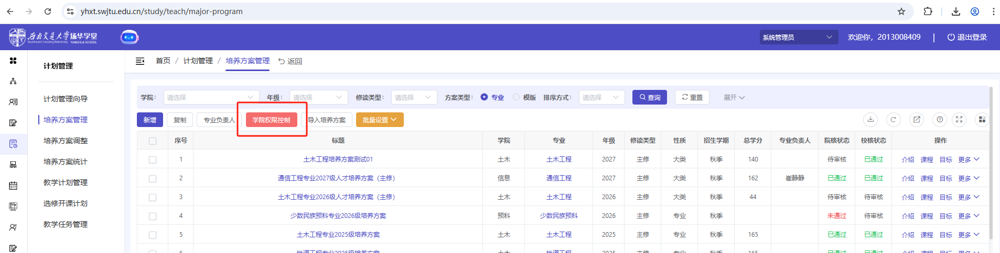 yhxt.swjtu.edu.cn/study/teach/major-program
西南交通大学 扬华学堂
Southwest Jiaotong University YANGHUA SCHOOL
系统管理员
欢迎你，2013008409 | 退出登录
计划管理
计划管理向导
培养方案管理
培养方案调整
培养方案统计
教学计划管理
选修开课计划
教学任务管理
首页 / 计划管理 / 培养方案管理 返回
学院： 请选择 年级： 请选择 修读类型： 请选择 方案类型： 专业 模版 排序方式： 请选择 查询 重置 展开
新增 复制 专业负责人 学院权限控制 导入培养方案 批量设置
序号 标题 学院 专业 年级 修读类型 性质 招生学期 总学分 专业负责人 院核状态 校核状态 操作
1 土木工程培养方案测试01 土木 土木工程 2027 主修 大类 秋季 140 待审核 已通过 介绍 课程 目标 更多
2 通信工程专业2027级人才培养方案（主修） 信息 通信工程 2027 主修 大类 秋季 162 崔静静 已通过 已通过 介绍 课程 目标 更多
3 土木工程专业2026级人才培养方案（主修） 土木 土木工程 2026 主修 大类 秋季 44 待审核 待审核 介绍 课程 目标 更多
4 少数民族预科专业2026级培养方案 预科 少数民族预科 2026 主修 专业 秋季 未通过 待审核 介绍 课程 目标 更多
5 土木工程专业2025级培养方案 土木 土木工程 2025 主修 专业 秋季 165 已通过 已通过 介绍 课程 目标 更多